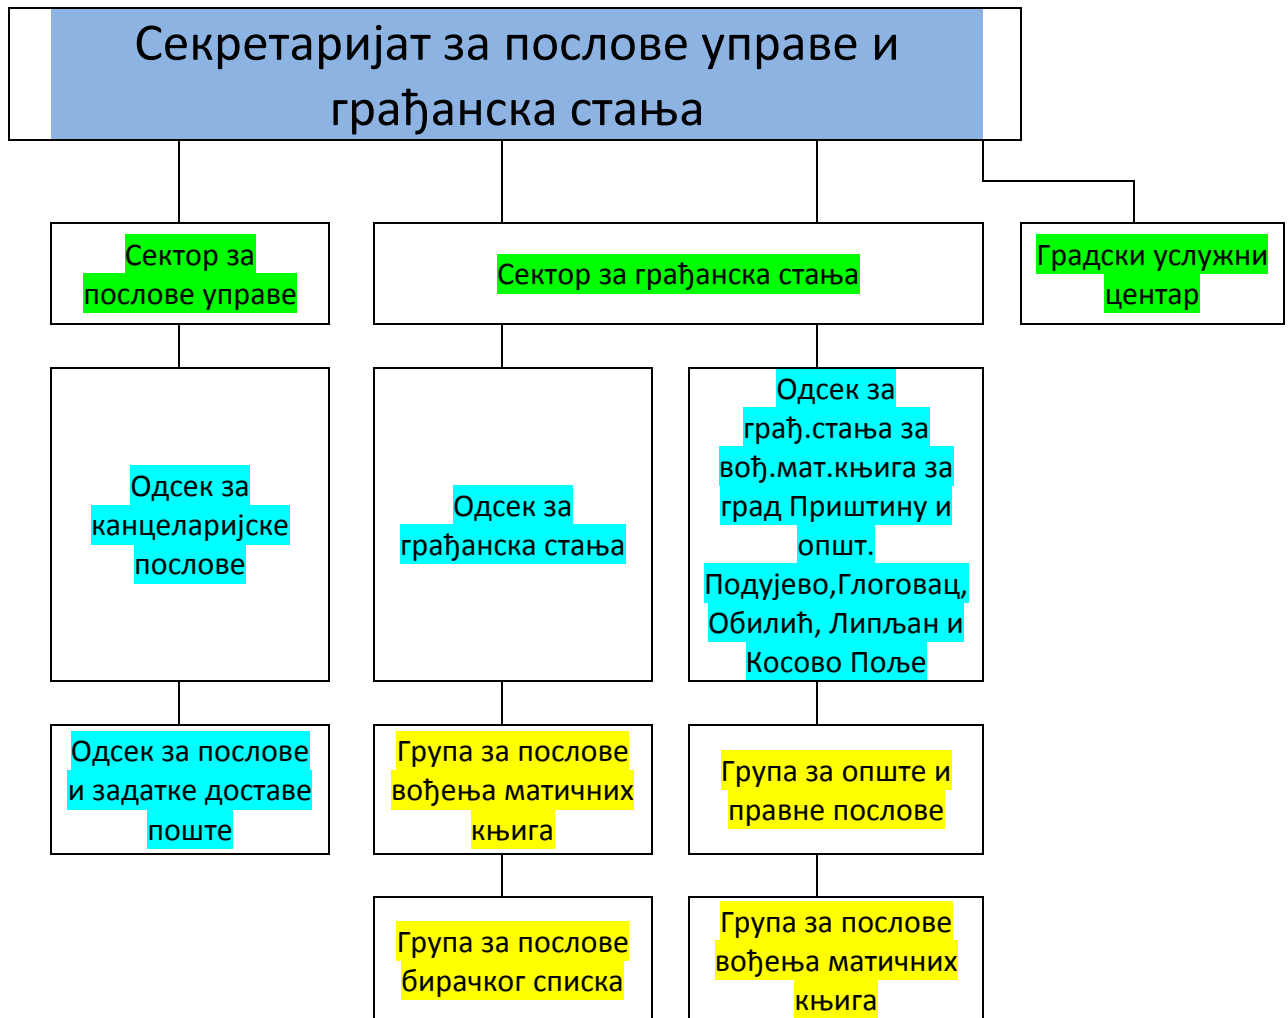 Секретаријат за послове управе и
грађанска стања
Сектор за
послове управе
Сектор за грађанска стања
Градски услужни
центар
Одсек за
канцеларијске
послове
Одсек за
грађанска стања
Одсек за
грађ.стања за
вођ.мат.књига за
град Приштину и
општ.
Подујево,Глоговац,
Обилић, Липљан и
Косово Поље
Одсек за послове
и задатке доставе
поште
Група за послове
вођења матичних
књига
Група за опште и
правне послове
Група за послове
бирачког списка
Група за послове
вођења матичних
књига